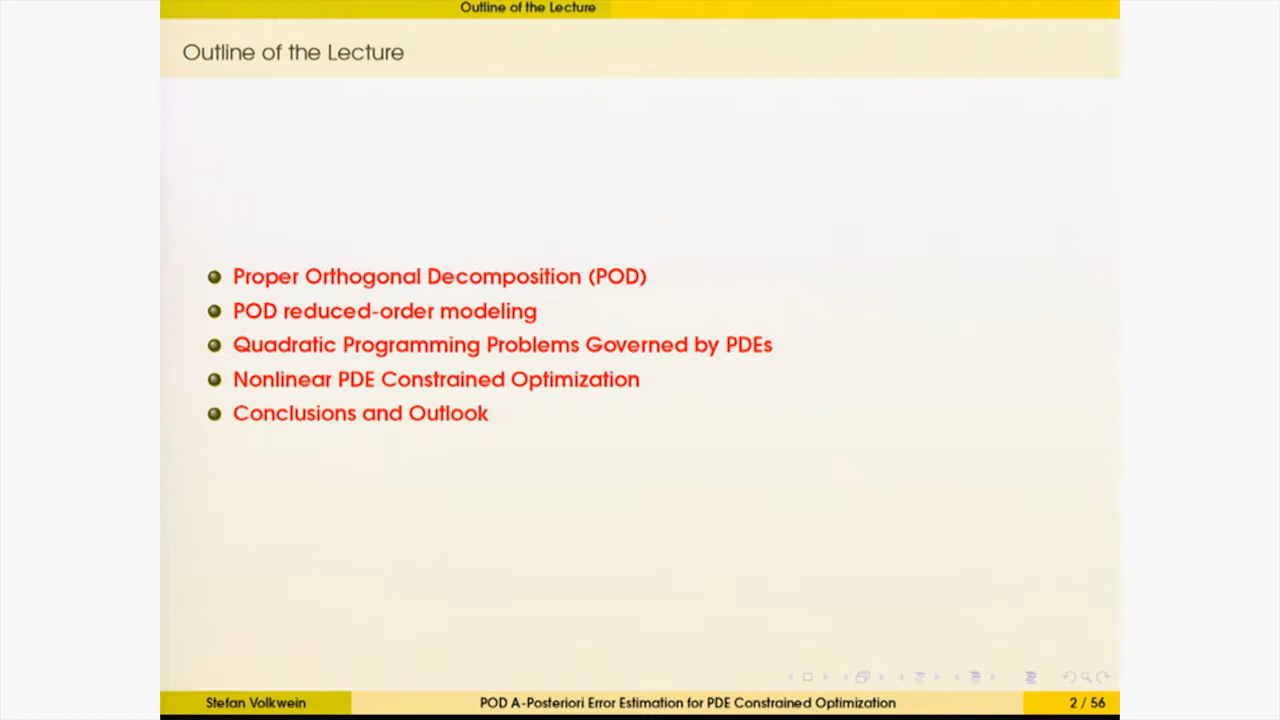 Outline of the Lecture
Outline of the Lecture
Proper Orthogonal Decomposition (POD)
POD reduced-order modeling
Quadratic Programming Problems Governed by PDEs
Nonlinear PDE Constrained Optimization
Conclusions and Outlook
Stefan Volkwein POD A-Posteriori Error Estimation for PDE Constrained Optimization 2 / 56